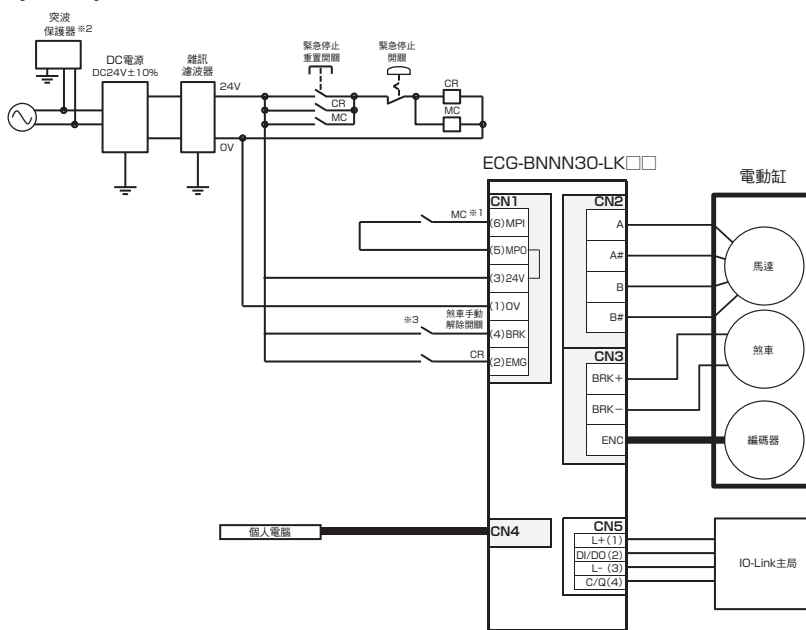 突波
保護器※2
DC電源
DC24V±10%
雜訊
濾波器
24V
0V
緊急停止
重置開關
緊急停止
開關
CR
MC
CR
MC
ECG-BNNN30-LK□□
電動缸
CN1
MC※1
(6)MPI
(5)MPO
(3)24V
(1)0V
※3
煞車手動
解除開關
(4)BRK
CR
(2)EMG
CN2
A
A#
B
B#
CN3
BRK+
BRK−
ENC
馬達
煞車
編碼器
個人電腦
CN4
CN5
L+(1)
DI/DO(2)
L-(3)
C/Q(4)
IO-Link主局